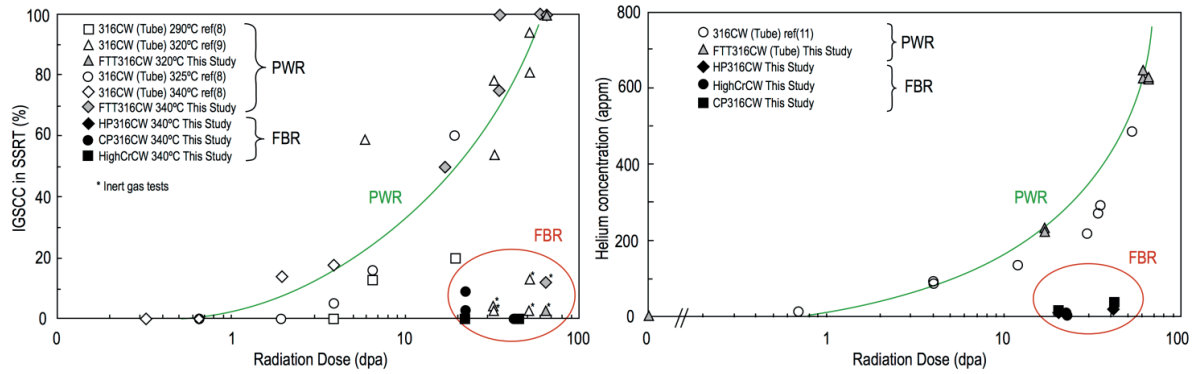 316CW (Tube) 290ºC ref(8)
316CW (Tube) 320ºC ref(9)
FTT316CW 320ºC This Study
316CW (Tube) 325ºC ref(8)
316CW (Tube) 340ºC ref(8)
FTT316CW 340ºC This Study
HP316CW 340ºC This Study
CP316CW 340ºC This Study
HighCrCW 340ºC This Study
PWR
FBR
* Inert gas tests
PWR
FBR
* * * * *
IGSCC in SSRT (%)
100
80
60
40
20
0
1
10
100
Radiation Dose (dpa)
316CW (Tube) ref(11)
FTT316CW (Tube) This Study
HP316CW This Study
HighCrCW This Study
CP316CW This Study
PWR
FBR
PWR
FBR
Helium concentration (appm)
800
600
400
200
0
0
1
10
100
Radiation Dose (dpa)